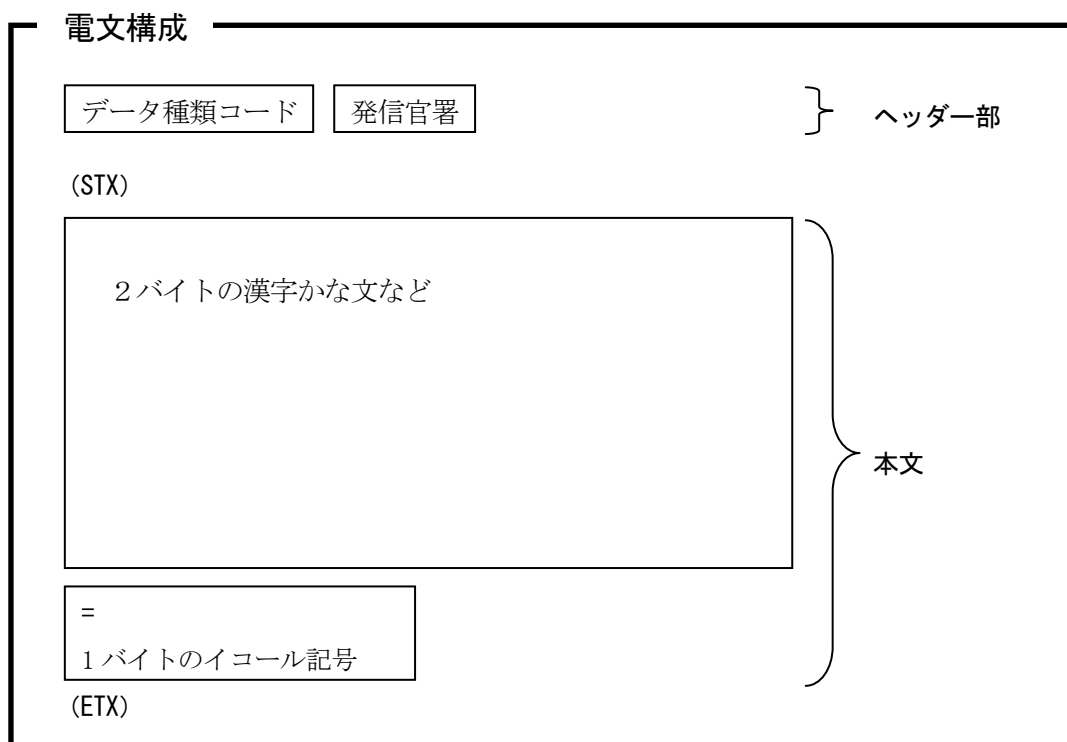 電文構成
データ種類コード 発信官署 ヘッダー部
(STX)
２バイトの漢字かな文など
本文
=
1バイトのイコール記号
(ETX)